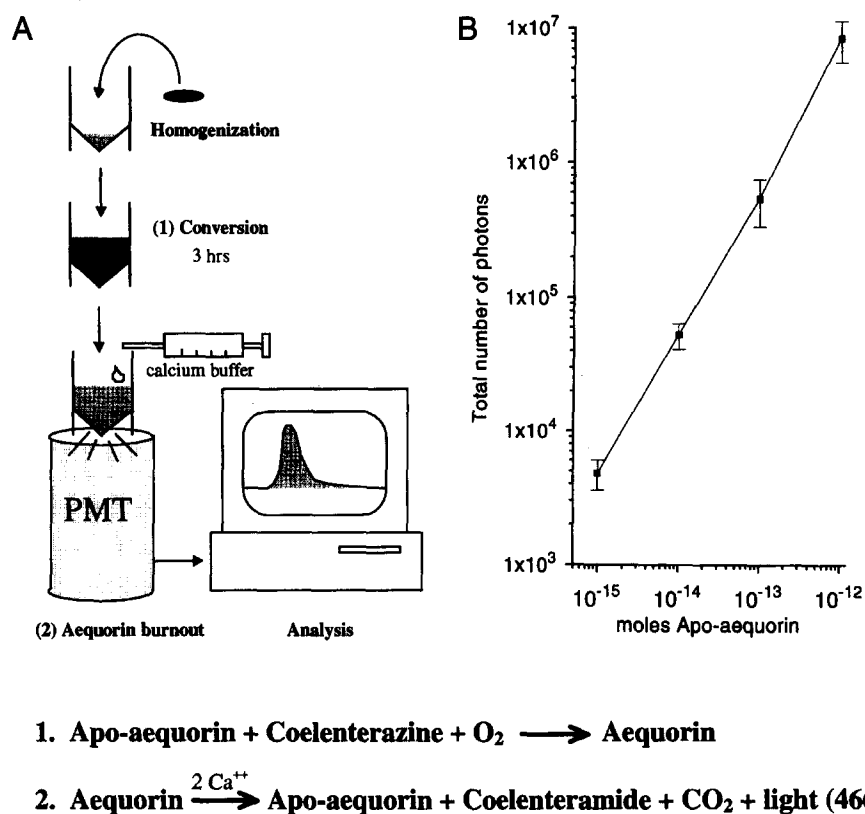 A
Homogenization
(1) Conversion
3 hrs
calcium buffer
PMT
(2) Aequorin burnout
Analysis
B
Total number of photons
1x10⁷
1x10⁶
1x10⁵
1x10⁴
1x10³
10⁻¹⁵ 10⁻¹⁴ 10⁻¹³ 10⁻¹²
moles Apo-aequorin
1. Apo-aequorin + Coelenterazine + O₂ ⟶ Aequorin
2. Aequorin 2 Ca⁺⁺ ⟶ Apo-aequorin + Coelenteramide + CO₂ + light (46